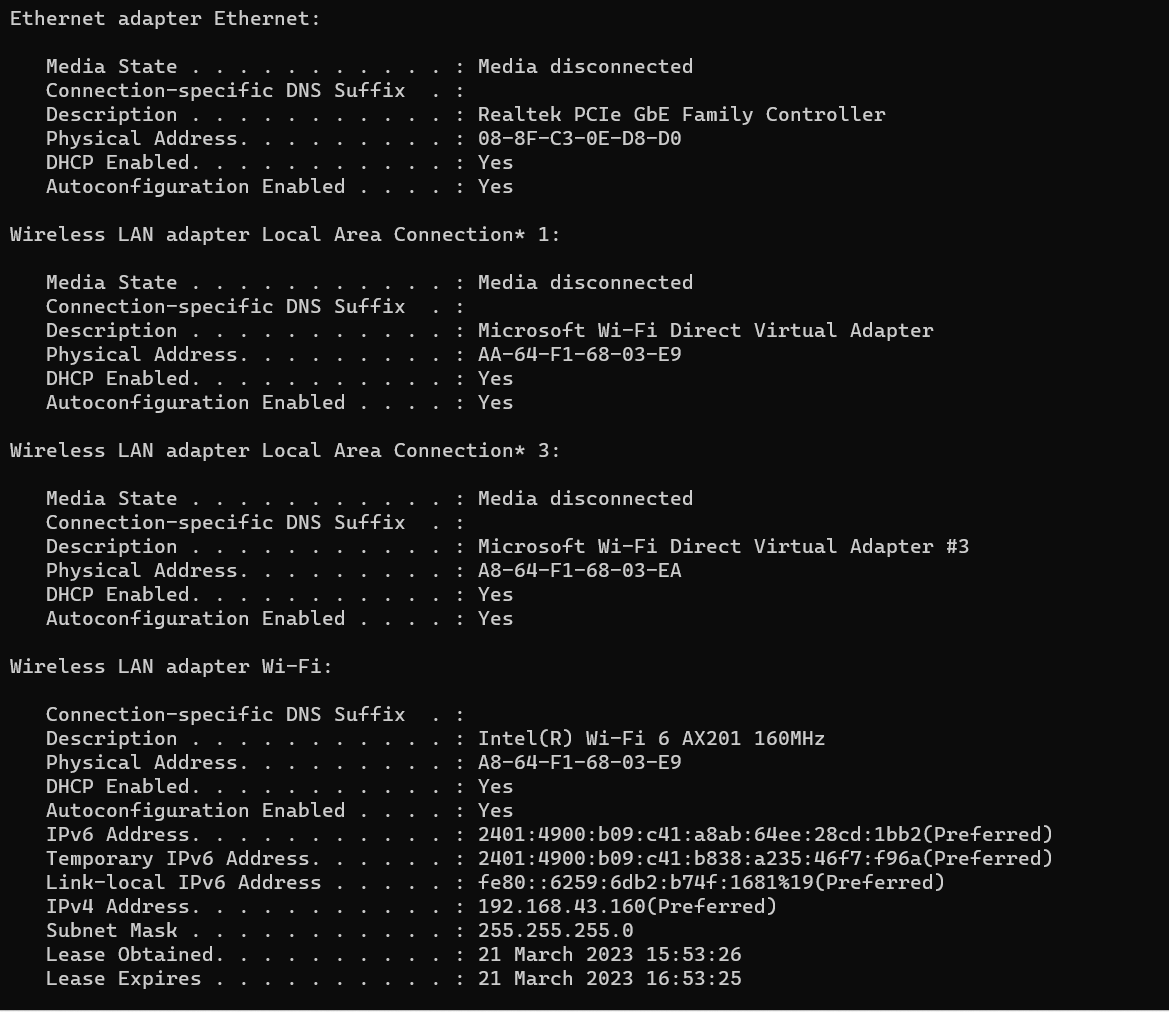 Ethernet adapter Ethernet:
Media State . . . . . . . . . . . : Media disconnected
Connection-specific DNS Suffix  . :
Description . . . . . . . . . . . : Realtek PCIe GbE Family Controller
Physical Address. . . . . . . . . : 08-8F-C3-0E-D8-D0
DHCP Enabled. . . . . . . . . . . : Yes
Autoconfiguration Enabled . . . . : Yes
Wireless LAN adapter Local Area Connection* 1:
Media State . . . . . . . . . . . : Media disconnected
Connection-specific DNS Suffix  . :
Description . . . . . . . . . . . : Microsoft Wi-Fi Direct Virtual Adapter
Physical Address. . . . . . . . . : AA-64-F1-68-03-E9
DHCP Enabled. . . . . . . . . . . : Yes
Autoconfiguration Enabled . . . . : Yes
Wireless LAN adapter Local Area Connection* 3:
Media State . . . . . . . . . . . : Media disconnected
Connection-specific DNS Suffix  . :
Description . . . . . . . . . . . : Microsoft Wi-Fi Direct Virtual Adapter #3
Physical Address. . . . . . . . . : A8-64-F1-68-03-EA
DHCP Enabled. . . . . . . . . . . : Yes
Autoconfiguration Enabled . . . . : Yes
Wireless LAN adapter Wi-Fi:
Connection-specific DNS Suffix  . :
Description . . . . . . . . . . . : Intel(R) Wi-Fi 6 AX201 160MHz
Physical Address. . . . . . . . . : A8-64-F1-68-03-E9
DHCP Enabled. . . . . . . . . . . : Yes
Autoconfiguration Enabled . . . . : Yes
IPv6 Address. . . . . . . . . . . : 2401:4900:b09:c41:a8ab:64ee:28cd:1bb2(Preferred)
Temporary IPv6 Address. . . . . . : 2401:4900:b09:c41:b838:a235:46f7:f96a(Preferred)
Link-local IPv6 Address . . . . . : fe80::6259:6db2:b74f:1681%19(Preferred)
IPv4 Address. . . . . . . . . . . : 192.168.43.160(Preferred)
Subnet Mask . . . . . . . . . . . : 255.255.255.0
Lease Obtained. . . . . . . . . . : 21 March 2023 15:53:26
Lease Expires . . . . . . . . . . : 21 March 2023 16:53:25